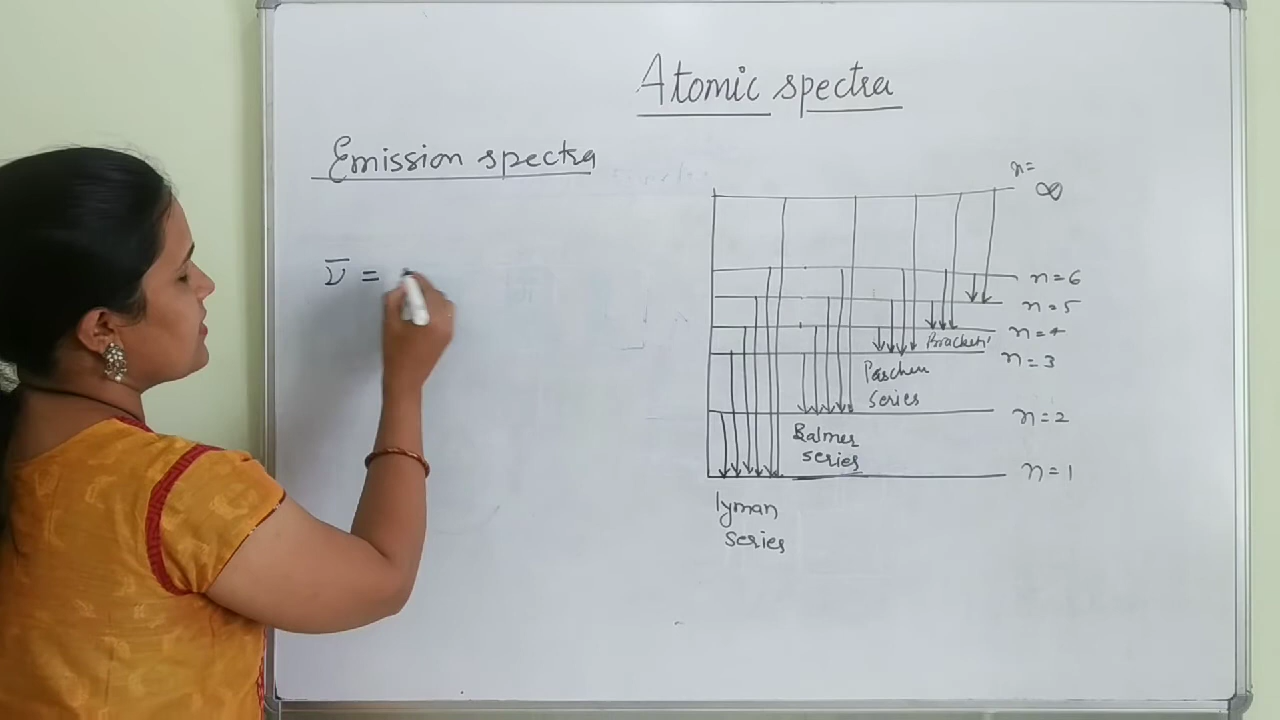 Atomic spectra
Emission spectra
ν̅ =
n=
∞
n=6
n=5
n=4
Bracket
n=3
Paschen
series
n=2
Balmer
series
n=1
lyman
series